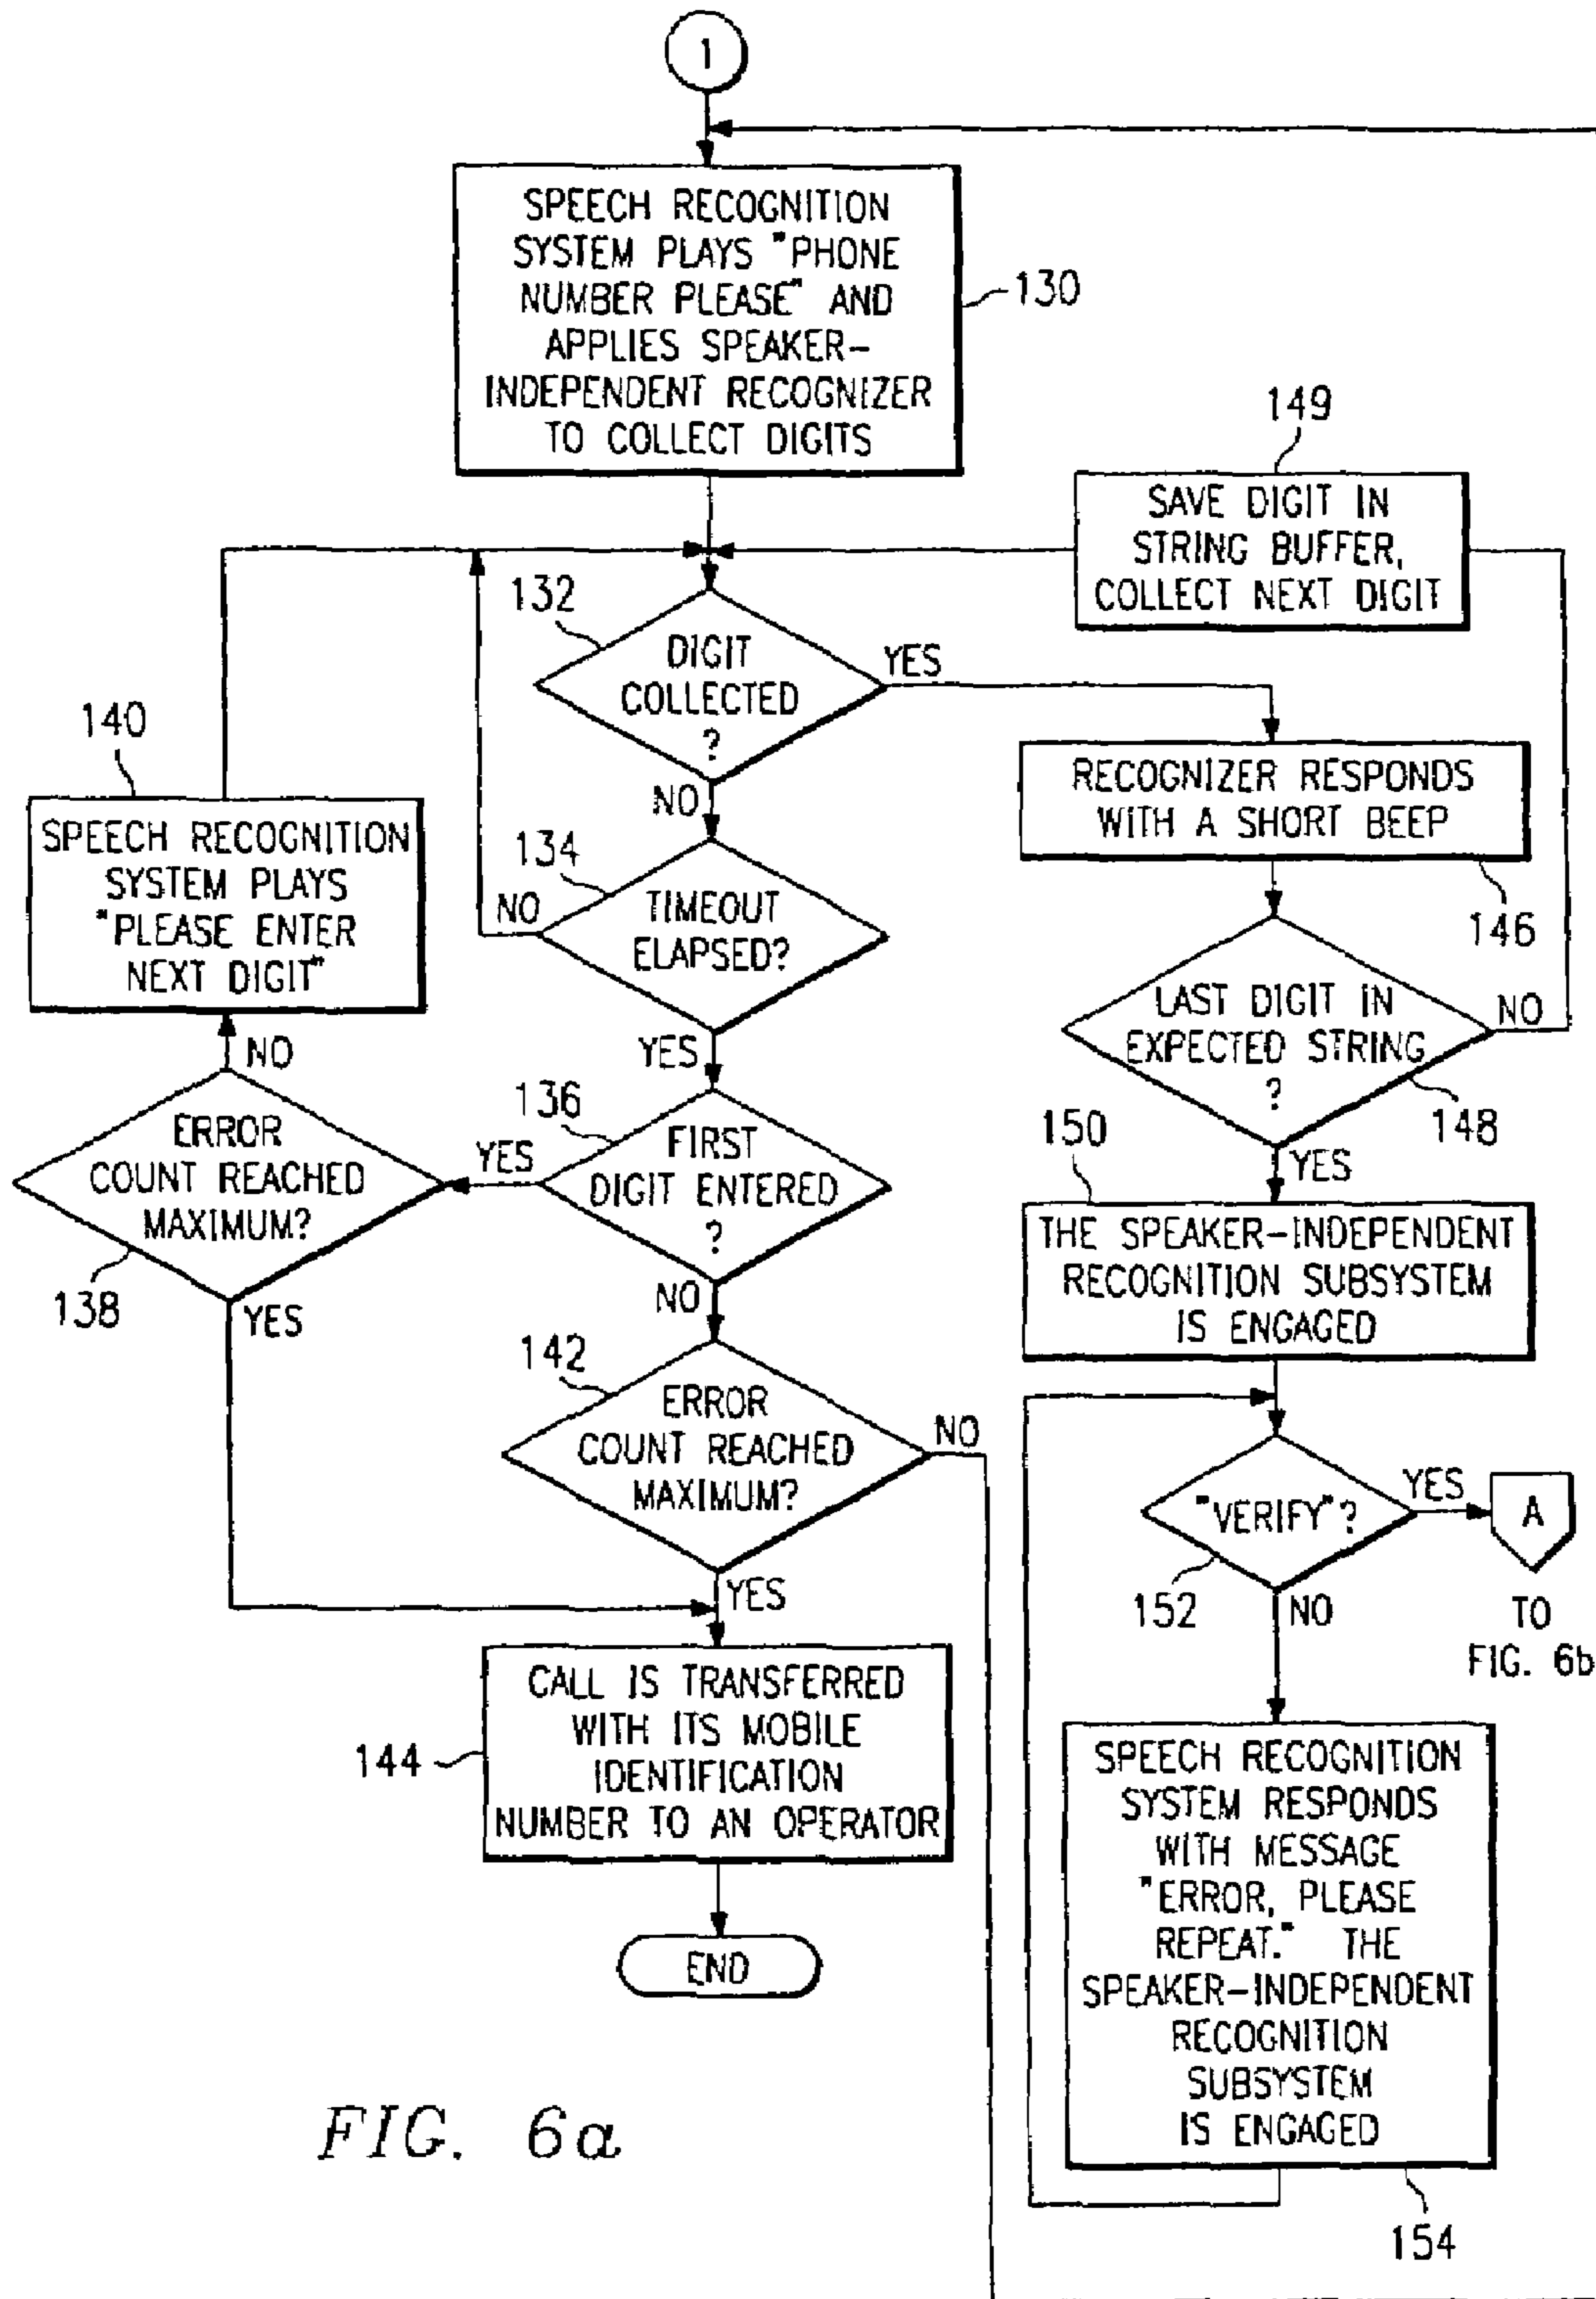 1
SPEECH RECOGNITION
SYSTEM PLAYS "PHONE
NUMBER PLEASE" AND
APPLIES SPEAKER-
INDEPENDENT RECOGNIZER
TO COLLECT DIGITS
130
149
SAVE DIGIT IN
STRING BUFFER,
COLLECT NEXT DIGIT
132
DIGIT
COLLECTED
?
YES
NO
140
SPEECH RECOGNITION
SYSTEM PLAYS
"PLEASE ENTER
NEXT DIGIT"
RECOGNIZER RESPONDS
WITH A SHORT BEEP
146
134
TIMEOUT
ELAPSED?
NO
YES
LAST DIGIT IN
EXPECTED STRING
?
NO
148
YES
136
FIRST
DIGIT ENTERED
?
YES
NO
NO
ERROR
COUNT REACHED
MAXIMUM?
138
YES
150
THE SPEAKER-INDEPENDENT
RECOGNITION SUBSYSTEM
IS ENGAGED
142
ERROR
COUNT REACHED
MAXIMUM?
NO
YES
"VERIFY"?
YES
A
152
NO
TO
FIG. 6b
144
CALL IS TRANSFERRED
WITH ITS MOBILE
IDENTIFICATION
NUMBER TO AN OPERATOR
END
SPEECH RECOGNITION
SYSTEM RESPONDS
WITH MESSAGE
"ERROR, PLEASE
REPEAT." THE
SPEAKER-INDEPENDENT
RECOGNITION
SUBSYSTEM
IS ENGAGED
154
FIG. 6a